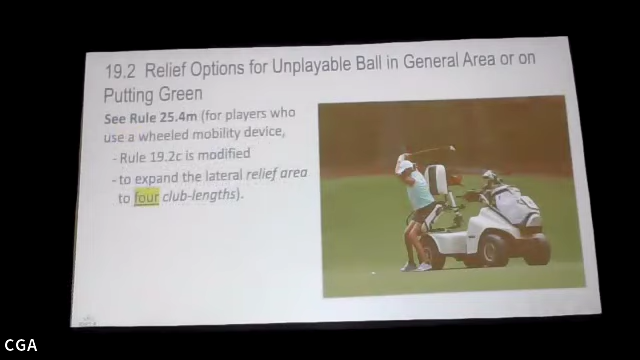 19.2 Relief Options for Unplayable Ball in General Area or on
Putting Green
See Rule 25.4m (for players who
use a wheeled mobility device,
- Rule 19.2c is modified
- to expand the lateral relief area
to four club-lengths).
CGA